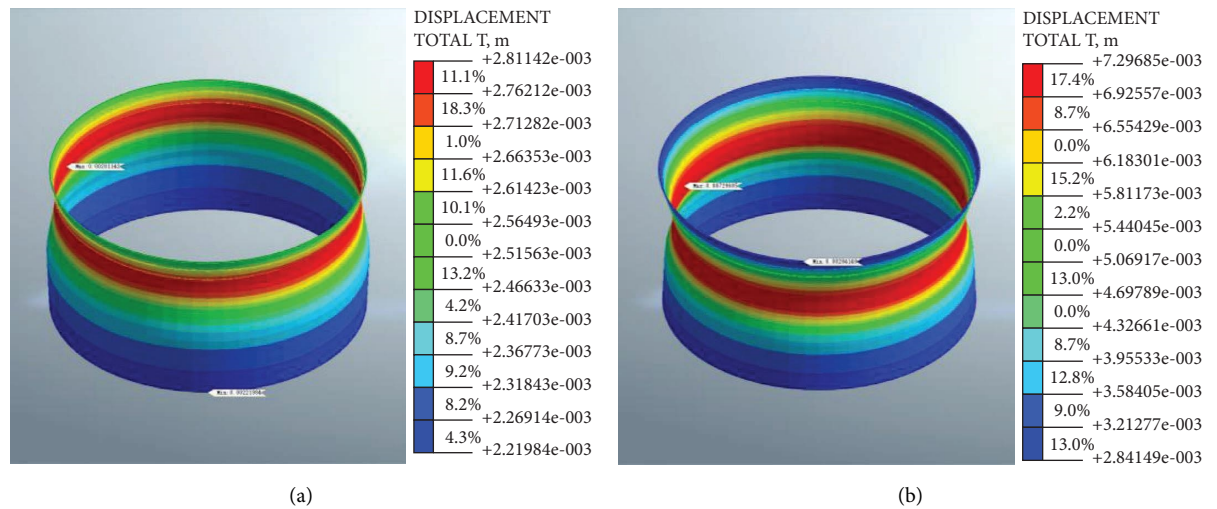 DISPLACEMENT
TOTAL T, m
+2.81142e-003
11.1%
+2.76212e-003
18.3%
+2.71282e-003
1.0%
+2.66353e-003
11.6%
+2.61423e-003
10.1%
+2.56493e-003
0.0%
+2.51563e-003
13.2%
+2.46633e-003
4.2%
+2.41703e-003
8.7%
+2.36773e-003
9.2%
+2.31843e-003
8.2%
+2.26914e-003
4.3%
+2.21984e-003
(a)
DISPLACEMENT
TOTAL T, m
+7.29685e-003
17.4%
+6.92557e-003
8.7%
+6.55429e-003
0.0%
+6.18301e-003
15.2%
+5.81173e-003
2.2%
+5.44045e-003
0.0%
+5.06917e-003
13.0%
+4.69789e-003
0.0%
+4.32661e-003
8.7%
+3.95533e-003
12.8%
+3.58405e-003
9.0%
+3.21277e-003
13.0%
+2.84149e-003
(b)